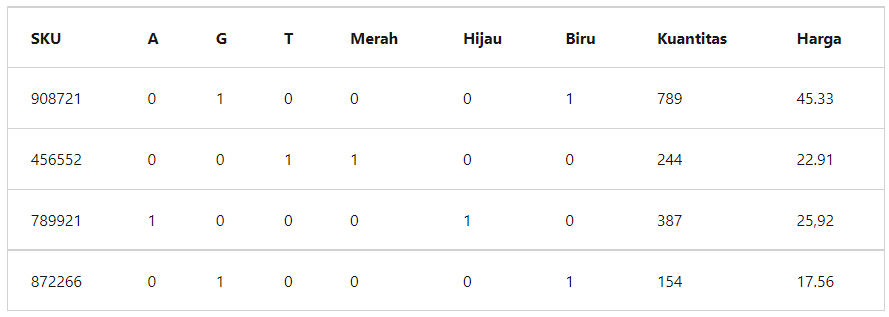 SKU A G T Merah Hijau Biru Kuantitas Harga
908721 0 1 0 0 0 1 789 45.33
456552 0 0 1 1 0 0 244 22.91
789921 1 0 0 0 1 0 387 25,92
872266 0 1 0 0 0 1 154 17.56